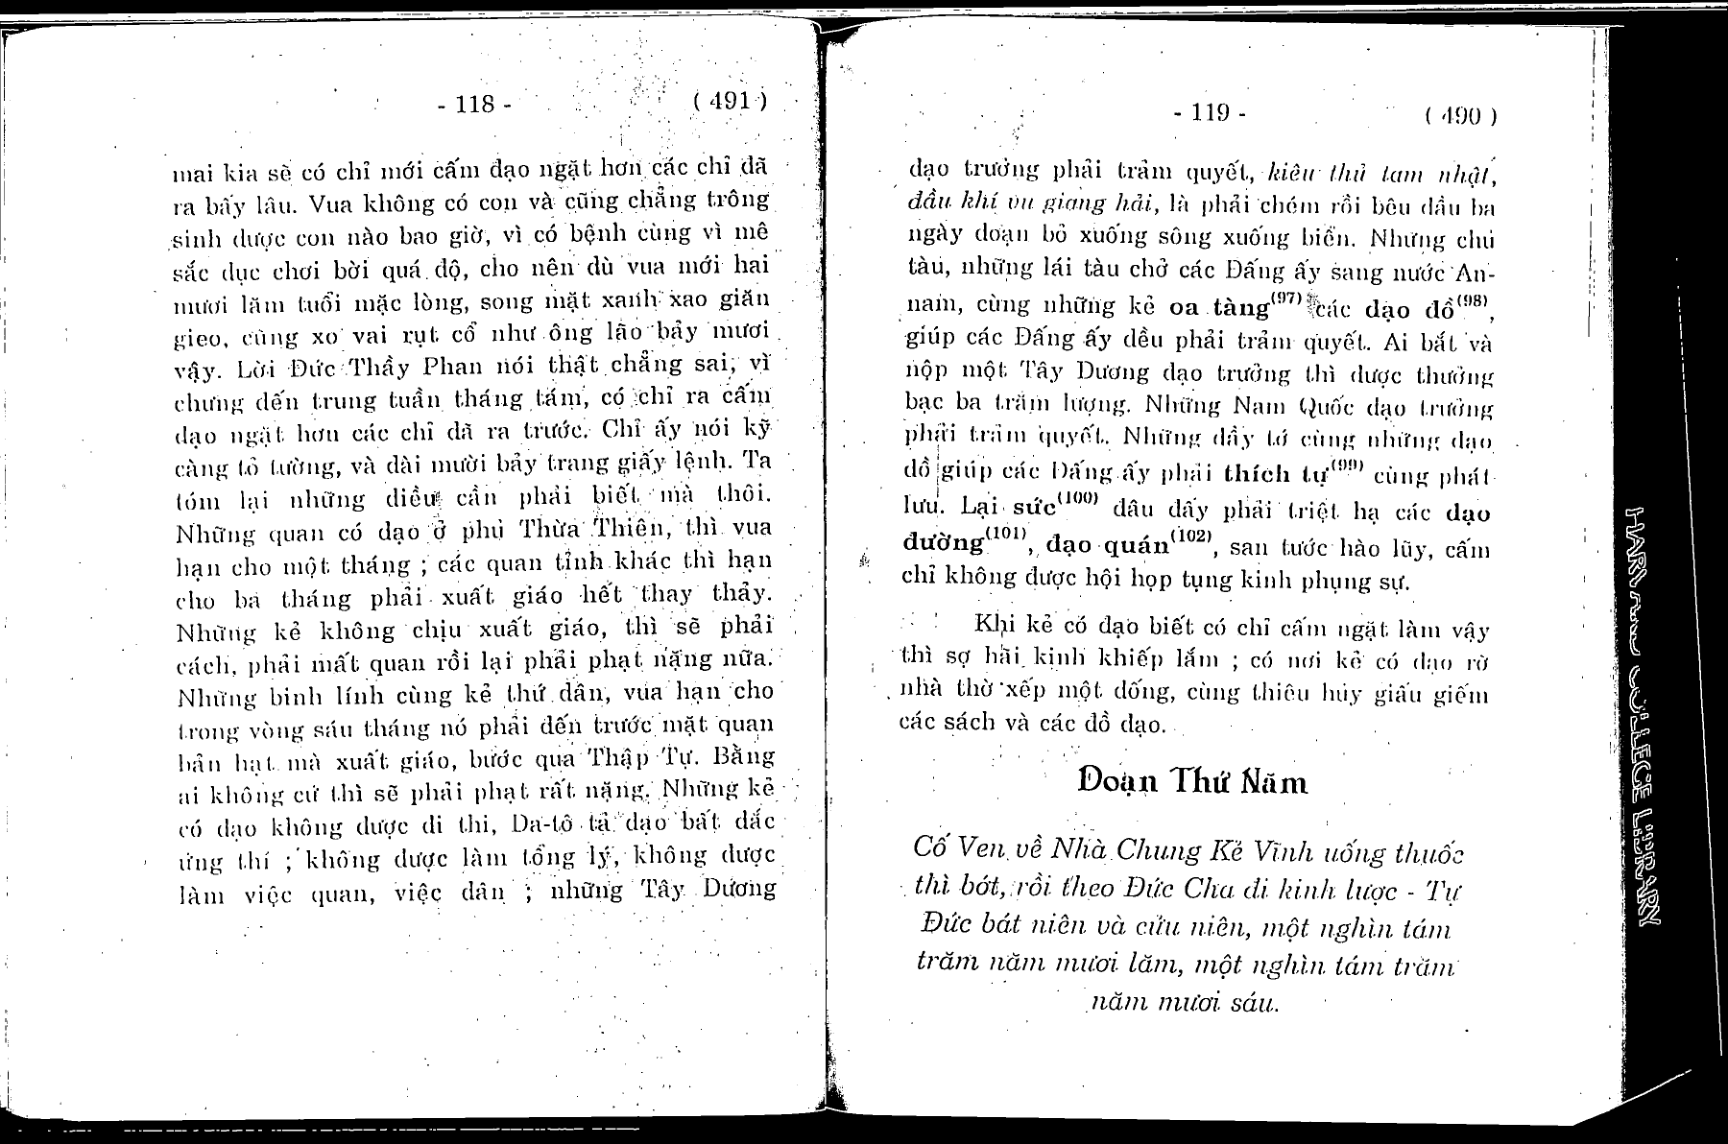 - 118 - ( 491 )
mai kia sẽ có chỉ mới cấm đạo ngặt hơn các chỉ đã
ra bấy lâu. Vua không có con và cũng chẳng trông
sinh được con nào bao giờ, vì có bệnh cùng vì mê
sắc dục chơi bời quá độ, cho nên dù vua mới hai
mươi lăm tuổi mặc lòng, song mặt xanh xao giăn
gieo, cùng xo vai rụt cổ như ông lão bảy mươi
vậy. Lời Đức Thầy Phan nói thật chẳng sai, vì
chưng đến trung tuần tháng tám, có chỉ ra cấm
đạo ngặt hơn các chỉ đã ra trước. Chỉ ấy nói kỹ
càng tỏ tường, và dài mười bảy trang giấy lệnh. Ta
tóm lại những điều cần phải biết mà thôi.
Những quan có đạo ở phủ Thừa Thiên, thì vua
hạn cho một tháng ; các quan tỉnh khác thì hạn
cho ba tháng phải xuất giáo hết thay thảy.
Những kẻ không chịu xuất giáo, thì sẽ phải
cách, phải mất quan rồi lại phải phạt nặng nữa.
Những binh lính cùng kẻ thứ dân, vua hạn cho
trong vòng sáu tháng nó phải đến trước mặt quan
bản hạt mà xuất giáo, bước qua Thập Tự. Bằng
ai không cứ thì sẽ phải phạt rất nặng. Những kẻ
có đạo không được đi thi, Da-tô tả đạo bất đắc
ứng thí ; không được làm tổng lý, không được
làm việc quan, việc dân ; những Tây Dương
- 119 - ( 490 )
đạo trưởng phải trảm quyết, kiêu thủ tam nhật,
đầu khí vu giang hải, là phải chém rồi bêu đầu ba
ngày đoạn bỏ xuống sông xuống biển. Nhưng chủ
tàu, những lái tàu chở các Đấng ấy sang nước An-
nam, cùng những kẻ oa tàng(97) các đạo đồ(98),
giúp các Đấng ấy đều phải trảm quyết. Ai bắt và
nộp một Tây Dương đạo trưởng thì được thưởng
bạc ba trăm lượng. Những Nam Quốc đạo trưởng
phải trảm quyết. Những đầy tớ cùng những đạo
đồ giúp các Đấng ấy phải thích tự(99) cùng phát
lưu. Lại sức(100) đâu đấy phải triệt hạ các đạo
đường(101), đạo quán(102), san tước hào lũy, cấm
chỉ không được hội họp tụng kinh phụng sự.
Khi kẻ có đạo biết có chỉ cấm ngặt làm vậy
thì sợ hãi kinh khiếp lắm ; có nơi kẻ có đạo rờ
nhà thờ xếp một đống, cùng thiêu hủy giấu giếm
các sách và các đồ đạo.
Đoạn Thứ Năm
Cố Ven về Nhà Chung Kẻ Vĩnh uống thuốc
thì bớt, rồi theo Đức Cha đi kinh lược - Tự
Đức bát niên và cửu niên, một nghìn tám
trăm năm mươi lăm, một nghìn tám trăm
năm mươi sáu.
HARVARD COLLEGE LIBRARY